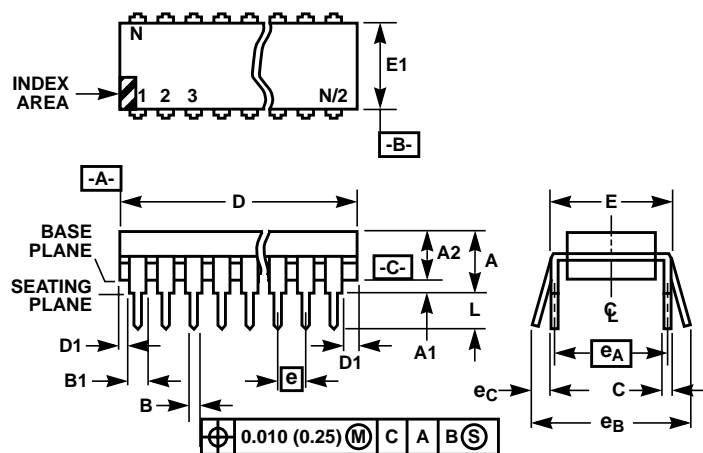 N
E1
INDEX
AREA
1 2 3 N/2
-B-
-A-
D
E
BASE
PLANE
A2
A
-C-
SEATING
PLANE
L
℄
D1
A1
D1
eA
B1
e
eC
C
B
eB
⌖ 0.010 (0.25) Ⓜ C A B Ⓢ